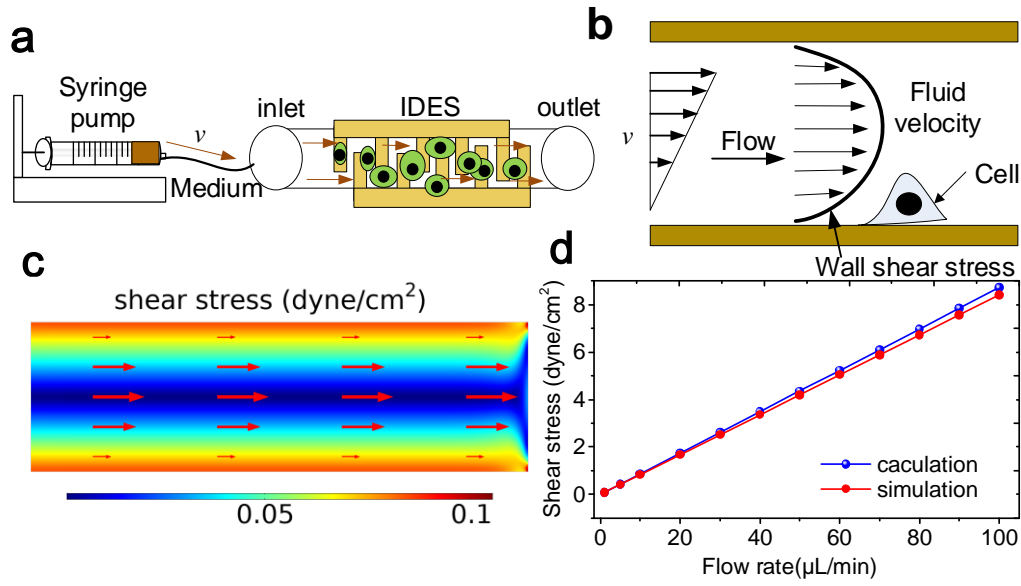 a
Syringe
pump
v
Medium
inlet
IDES
outlet
b
v
Flow
Fluid
velocity
Cell
Wall shear stress
c
shear stress (dyne/cm²)
0.05
0.1
d
Shear stress (dyne/cm²)
8
6
4
2
0
caculation
simulation
0 20 40 60 80 100
Flow rate(μL/min)